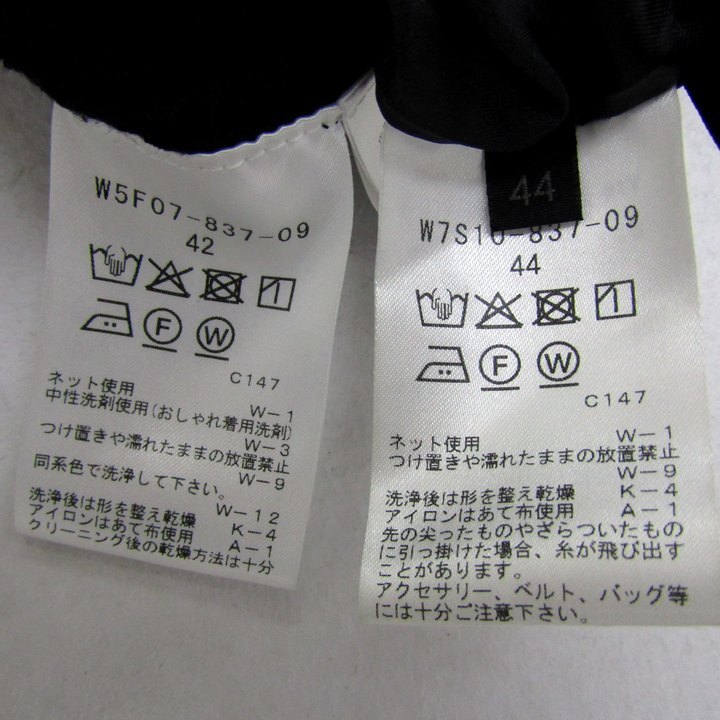 W5F07-837-09
42
F W
C147
ネット使用 W-1
中性洗剤使用(おしゃれ着用洗剤)
W-3
つけ置きや濡れたままの放置禁止
W-9
同系色で洗浄して下さい。
W-12
洗浄後は形を整え乾燥
K-4
アイロンはあて布使用
A-1
クリーニング後の乾燥方法は十分
44
W7S10-837-09
44
F W
C147
ネット使用 W-1
つけ置きや濡れたままの放置禁止
W-9
洗浄後は形を整え乾燥 K-4
アイロンはあて布使用 A-1
先の尖ったものやざらついたもの
に引っ掛けた場合、糸が飛び出す
ことがあります。
アクセサリー、ベルト、バッグ等
には十分ご注意下さい。